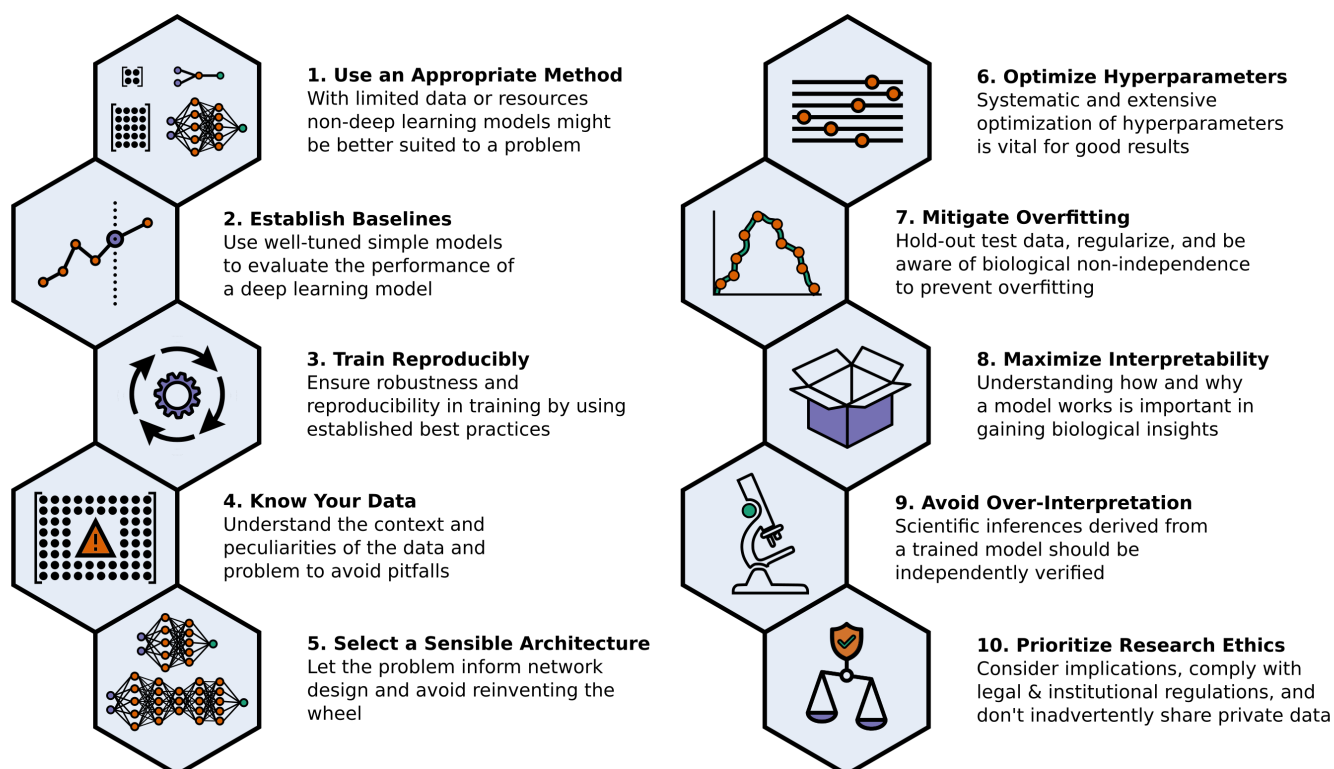 1. Use an Appropriate Method
With limited data or resources
non-deep learning models might
be better suited to a problem
2. Establish Baselines
Use well-tuned simple models
to evaluate the performance of
a deep learning model
3. Train Reproducibly
Ensure robustness and
reproducibility in training by using
established best practices
4. Know Your Data
Understand the context and
peculiarities of the data and
problem to avoid pitfalls
5. Select a Sensible Architecture
Let the problem inform network
design and avoid reinventing the
wheel
6. Optimize Hyperparameters
Systematic and extensive
optimization of hyperparameters
is vital for good results
7. Mitigate Overfitting
Hold-out test data, regularize, and be
aware of biological non-independence
to prevent overfitting
8. Maximize Interpretability
Understanding how and why
a model works is important in
gaining biological insights
9. Avoid Over-Interpretation
Scientific inferences derived from
a trained model should be
independently verified
10. Prioritize Research Ethics
Consider implications, comply with
legal & institutional regulations, and
don't inadvertently share private data